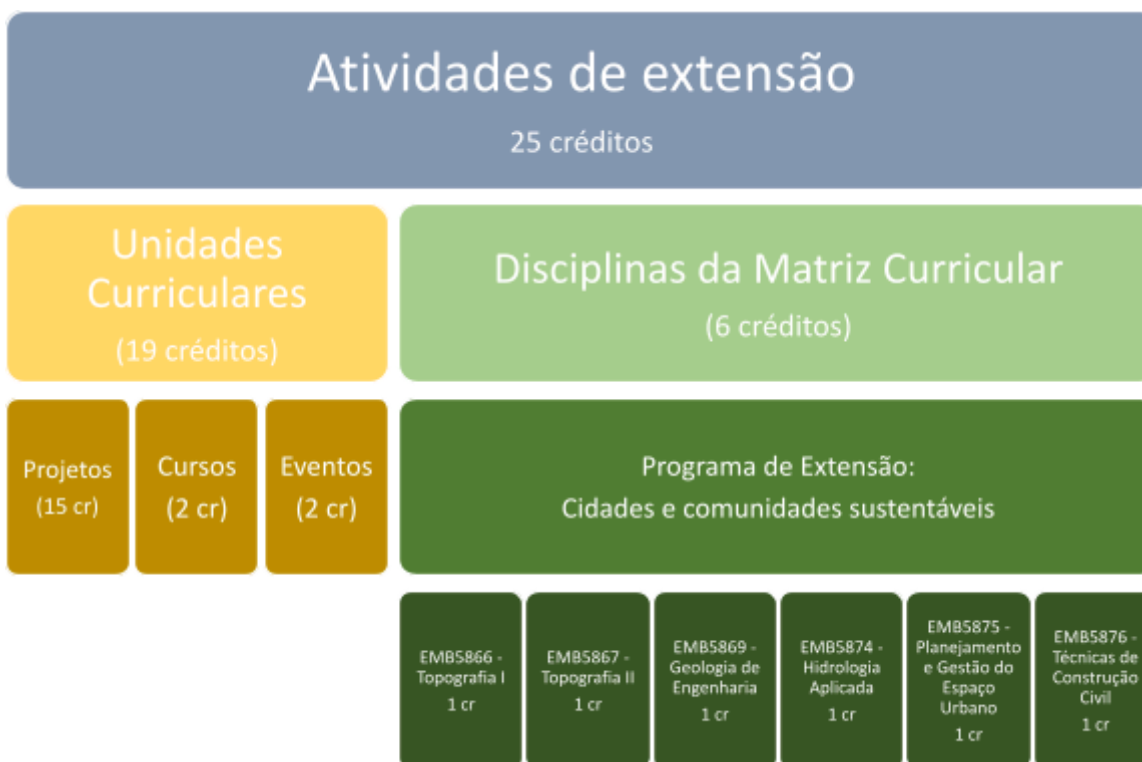 Atividades de extensão
25 créditos
Unidades
Curriculares
(19 créditos)
Disciplinas da Matriz Curricular
(6 créditos)
Projetos
(15 cr)
Cursos
(2 cr)
Eventos
(2 cr)
Programa de Extensão:
Cidades e comunidades sustentáveis
EMB5866 -
Topografia I
1 cr
EMB5867 -
Topografia II
1 cr
EMB5869 -
Geologia de
Engenharia
1 cr
EMB5874 -
Hidrologia
Aplicada
1 cr
EMB5875 -
Planejamento
e Gestão do
Espaço
Urbano
1 cr
EMB5876 -
Técnicas de
Construção
Civil
1 cr